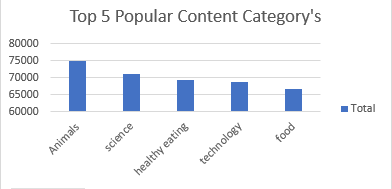 Top 5 Popular Content Category's
80000
75000
70000
65000
60000
Animals
science
healthy eating
technology
food
Total